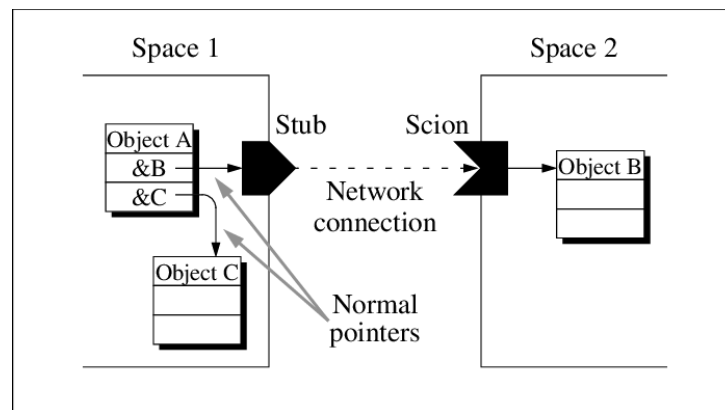 Space 1
Space 2
Stub
Scion
Object A
&B
&C
Object B
Network
connection
Object C
Normal
pointers